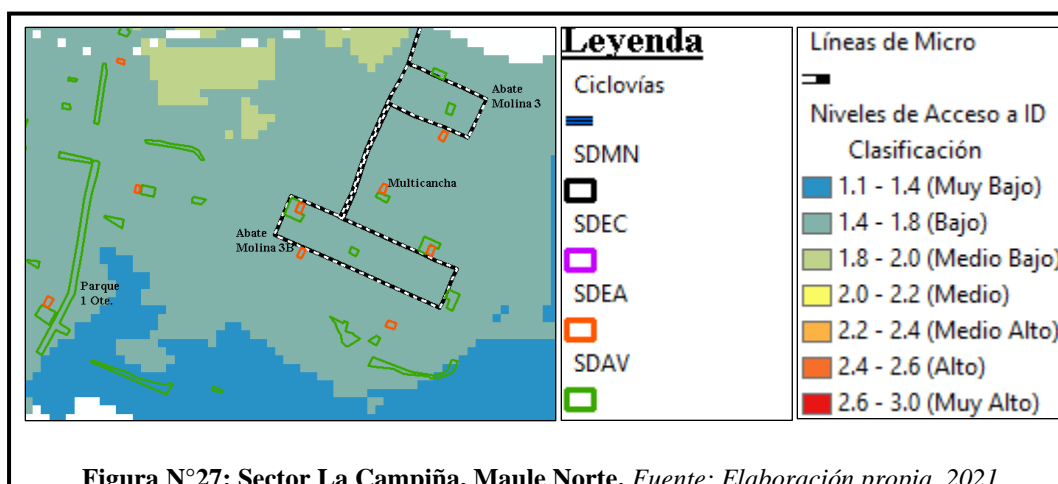 Abate
Molina 3
Multicancha
Abate
Molina 3B
Parque
1 Ote.
Leyenda
Ciclovías
SDMN
SDEC
SDEA
SDAV
Líneas de Micro
Niveles de Acceso a ID
Clasificación
1.1 - 1.4 (Muy Bajo)
1.4 - 1.8 (Bajo)
1.8 - 2.0 (Medio Bajo)
2.0 - 2.2 (Medio)
2.2 - 2.4 (Medio Alto)
2.4 - 2.6 (Alto)
2.6 - 3.0 (Muy Alto)
Figura N°27: Sector La Campiña, Maule Norte. Fuente: Elaboración propia, 2021